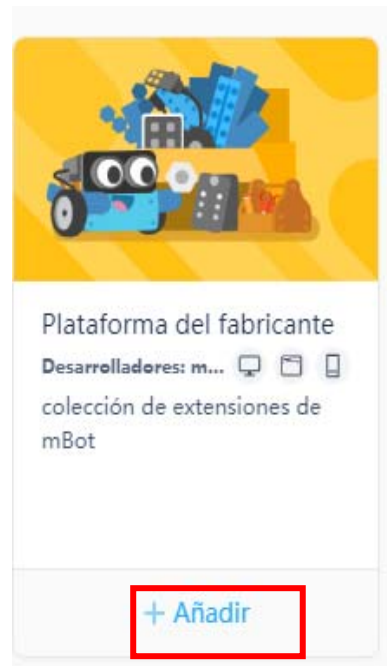 Plataforma del fabricante
Desarrolladores: m...
colección de extensiones de
mBot
+ Añadir